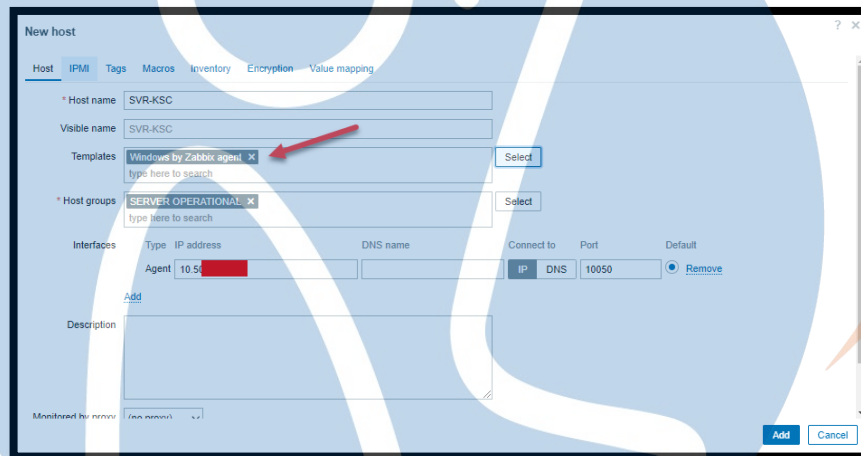 New host ? ×
Host IPMI Tags Macros Inventory Encryption Value mapping
* Host name SVR-KSC
Visible name SVR-KSC
Templates Windows by Zabbix agent × Select
type here to search
* Host groups SERVER OPERATIONAL × Select
type here to search
Interfaces Type IP address DNS name Connect to Port Default
Agent 10.50 IP DNS 10050 Remove
Add
Description
Monitored by proxy (no proxy)
Add Cancel